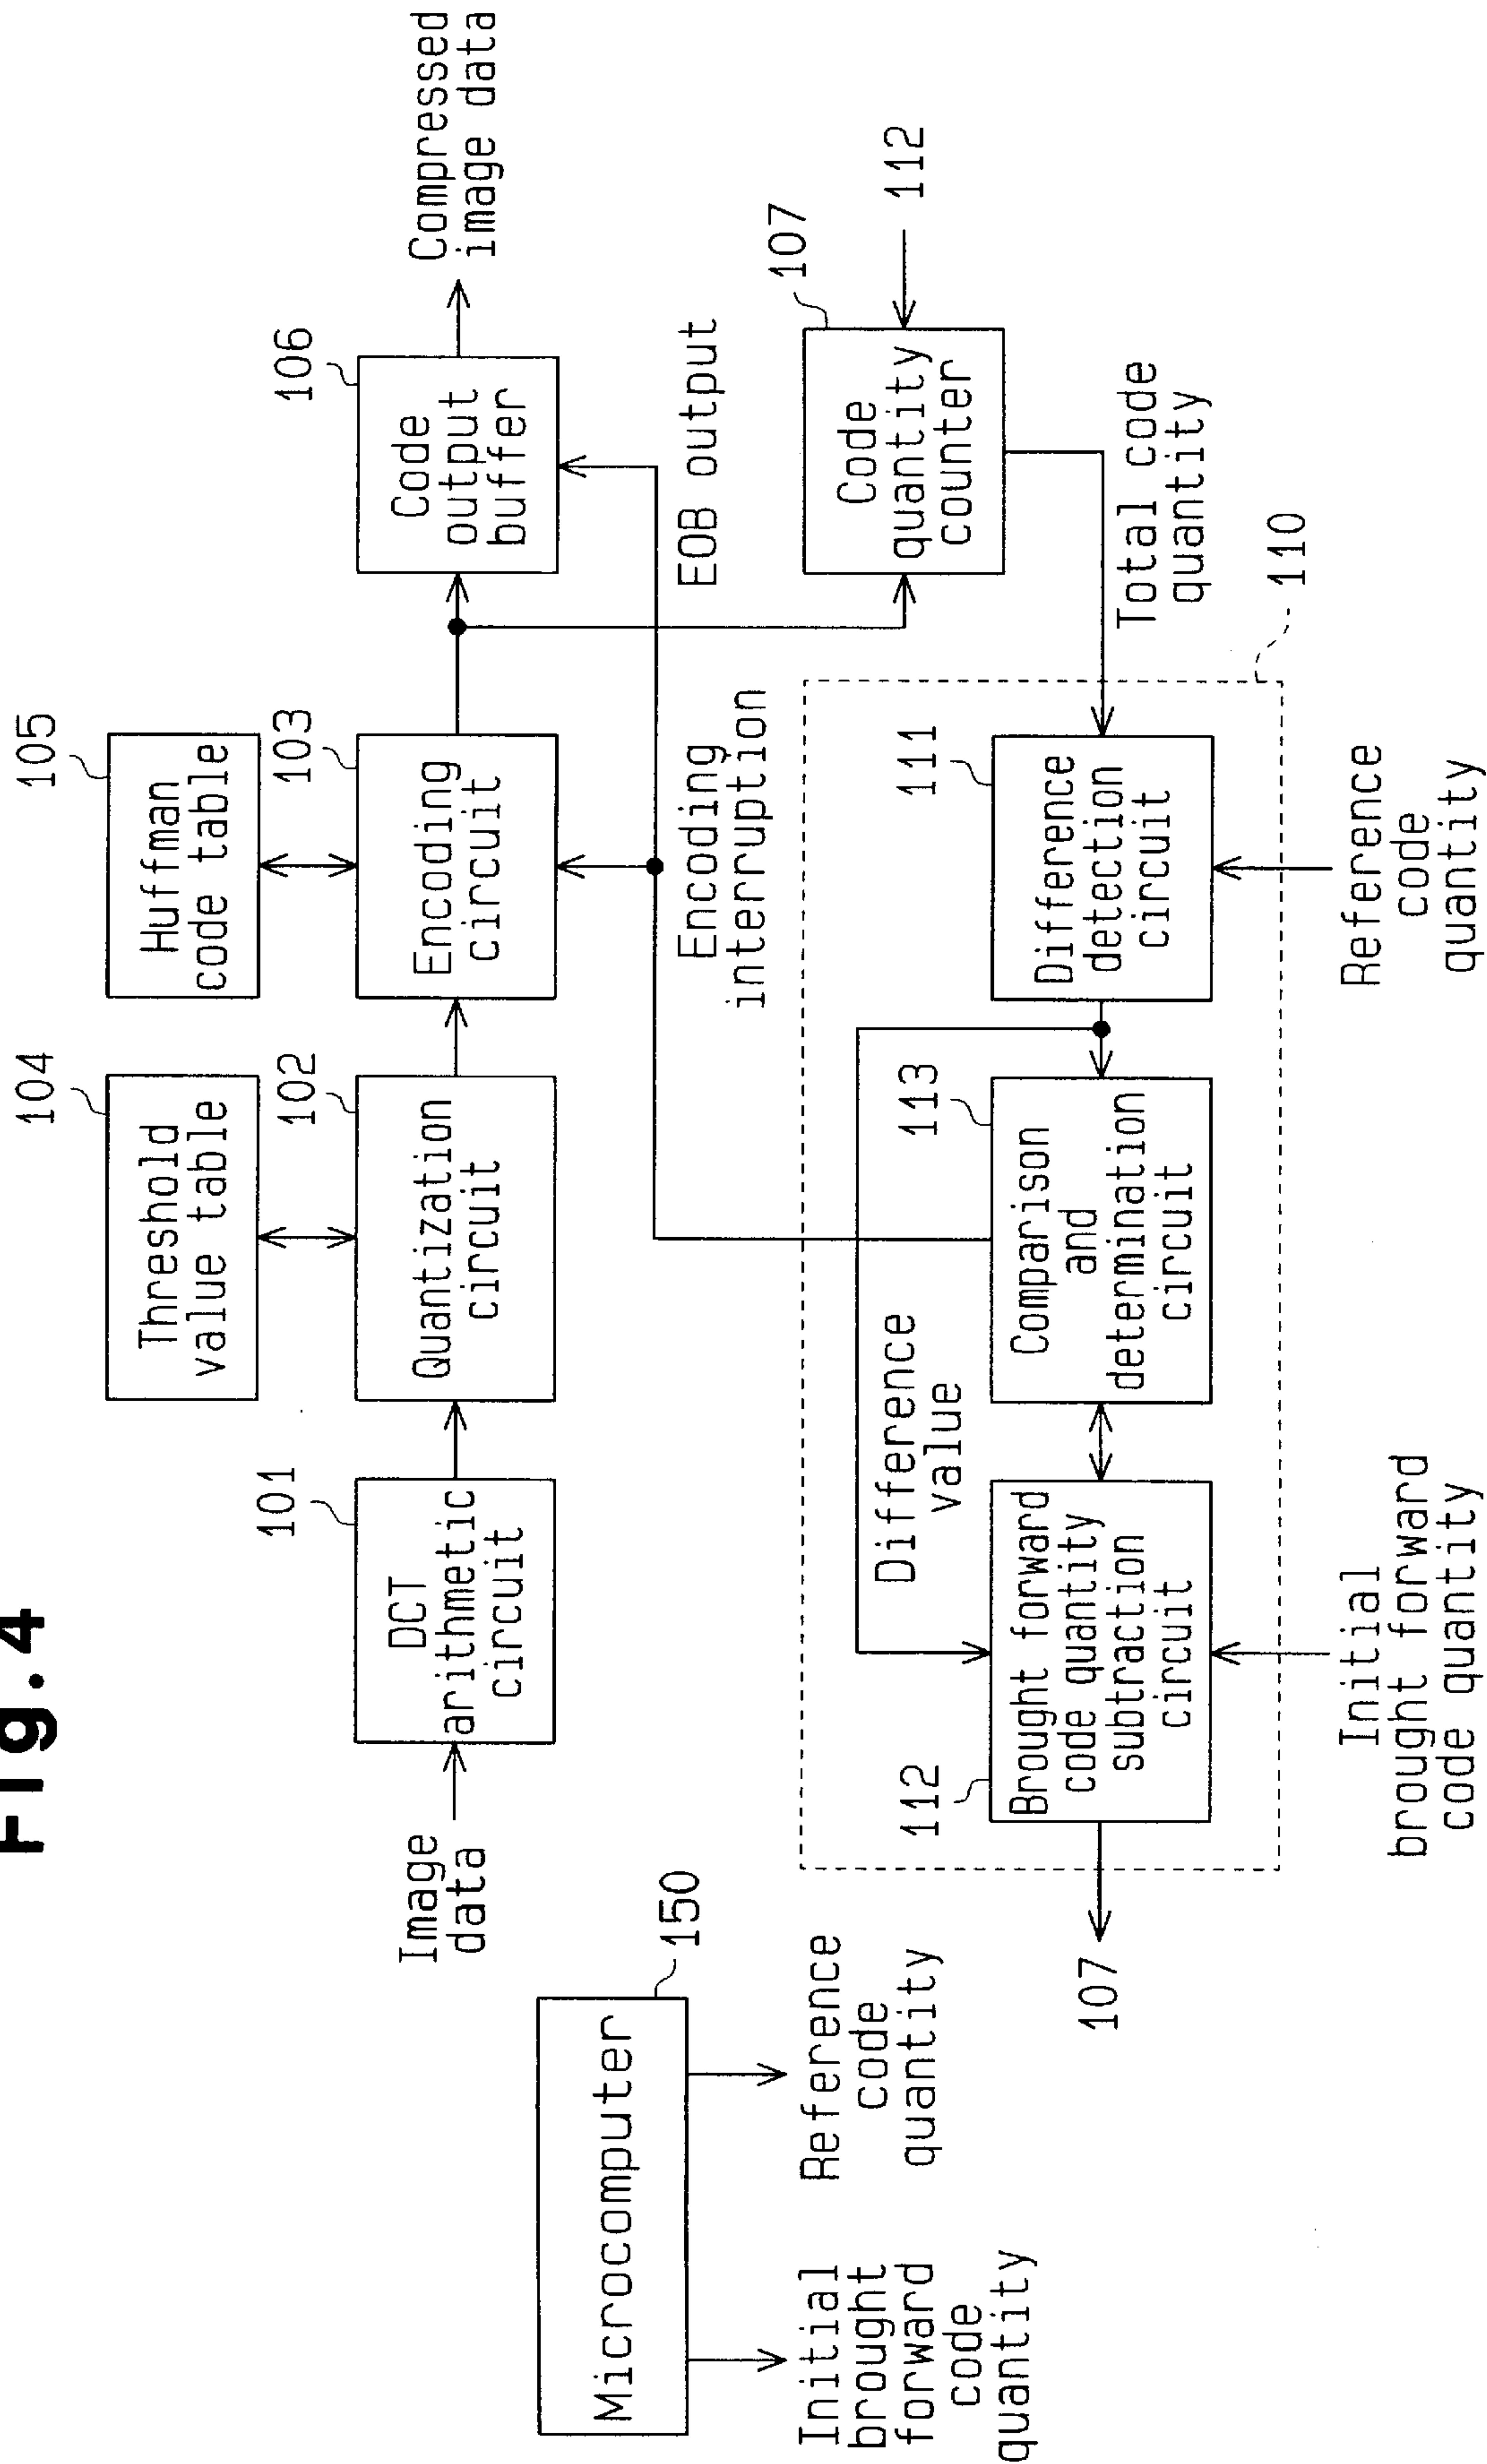 Fig.4
Image
data
101
DCT
arithmetic
circuit
104
Threshold
value table
102
Quantization
circuit
105
Huffman
code table
103
Encoding
circuit
106
Code
output
buffer
Compressed
image data
Encoding
interruption
EOB output
107
Code
quantity
counter
112
Total code
quantity
110
Microcomputer
150
Initial
brought
forward
code
quantity
Reference
code
quantity
107
112
Brought forward
code quantity
subtraction
circuit
Difference
value
113
Comparison
and
determination
circuit
111
Difference
detection
circuit
Initial
brought forward
code quantity
Reference
code
quantity